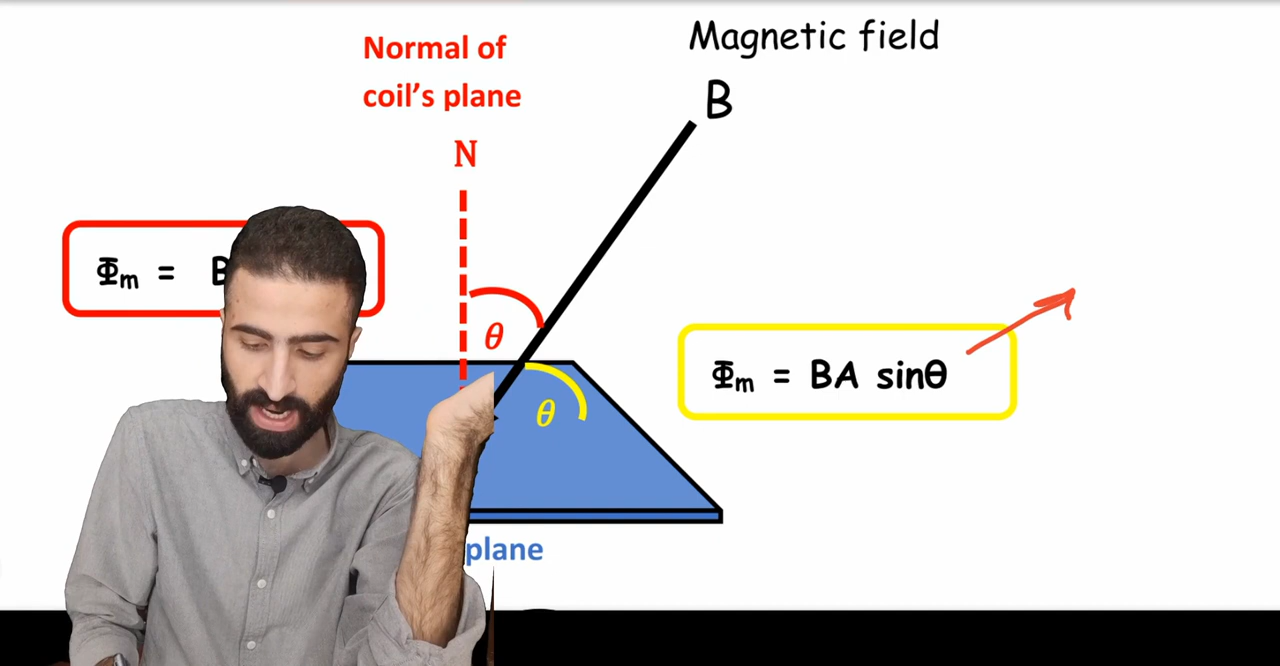 Magnetic field
B
Normal of
coil's plane
N
Φm =
θ
θ
Φm = BA sinθ
plane